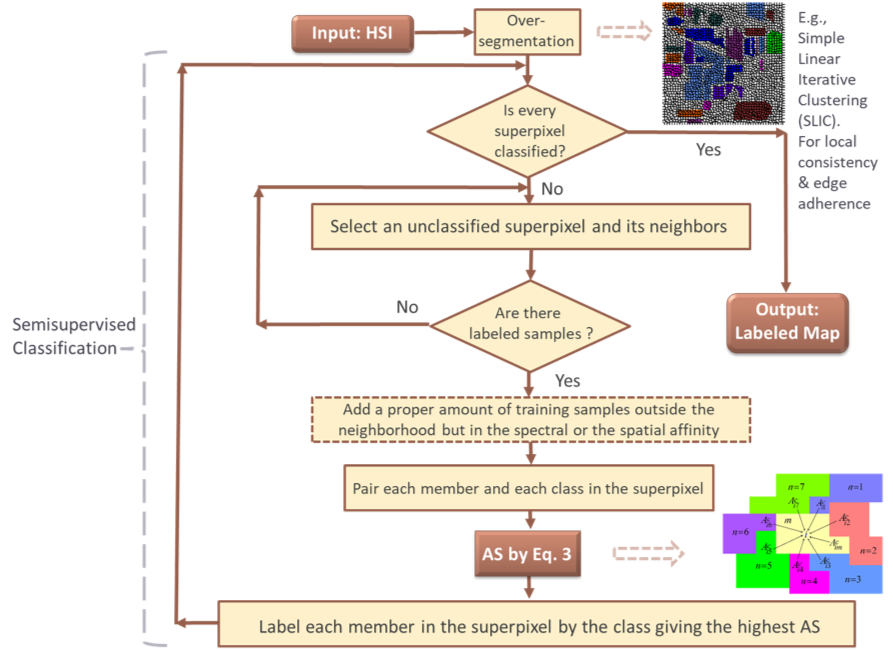 Input: HSI
Over-
segmentation
E.g.,
Simple
Linear
Iterative
Clustering
(SLIC).
For local
consistency
& edge
adherence
Is every
superpixel
classified?
Yes
No
Select an unclassified superpixel and its neighbors
Output:
Labeled Map
Are there
labeled samples ?
No
Yes
Semisupervised
Classification
Add a proper amount of training samples outside the
neighborhood but in the spectral or the spatial affinity
Pair each member and each class in the superpixel
AS by Eq. 3
n=7
n=1
m
n=6
i
n=2
n=5
n=4
n=3
Label each member in the superpixel by the class giving the highest AS